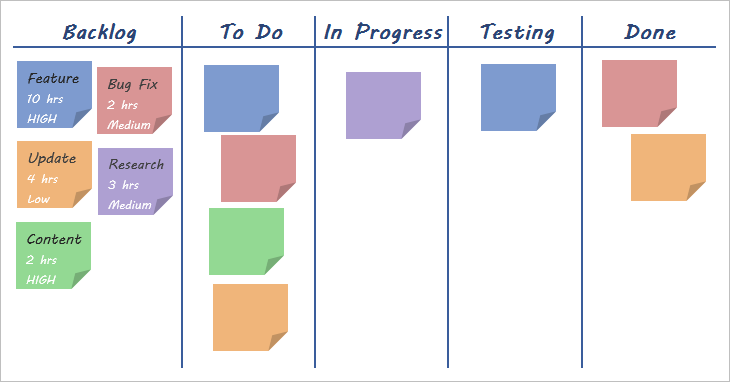 Backlog
To Do
In Progress
Testing
Done
Feature
10 hrs
HIGH
Bug Fix
2 hrs
Medium
Update
4 hrs
Low
Research
3 hrs
Medium
Content
2 hrs
HIGH